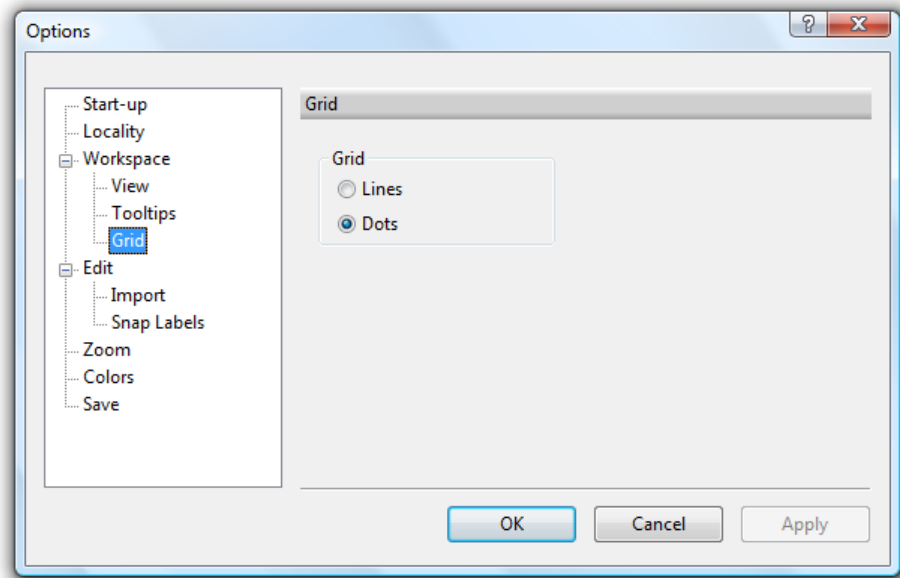 Options
Start-up
Locality
Workspace
View
Tooltips
Grid
Edit
Import
Snap Labels
Zoom
Colors
Save
Grid
Grid
Lines
Dots
OK Cancel Apply